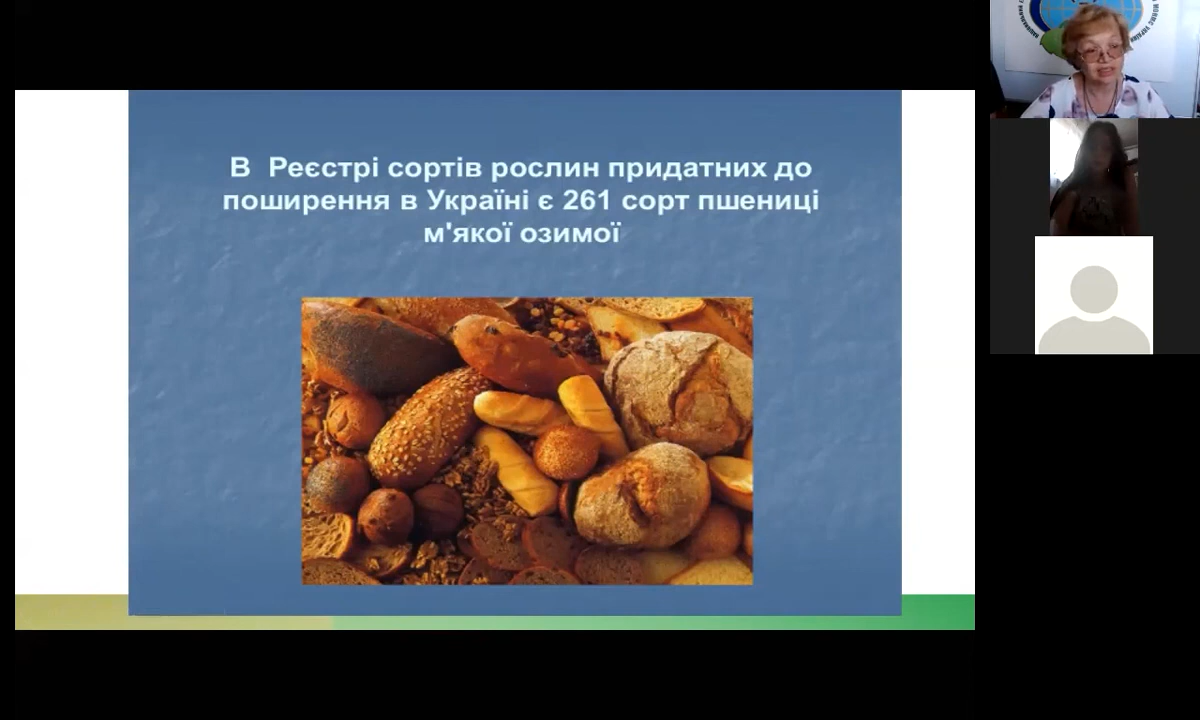 В Реєстрі сортів рослин придатних до
поширення в Україні є 261 сорт пшениці
м'якої озимої